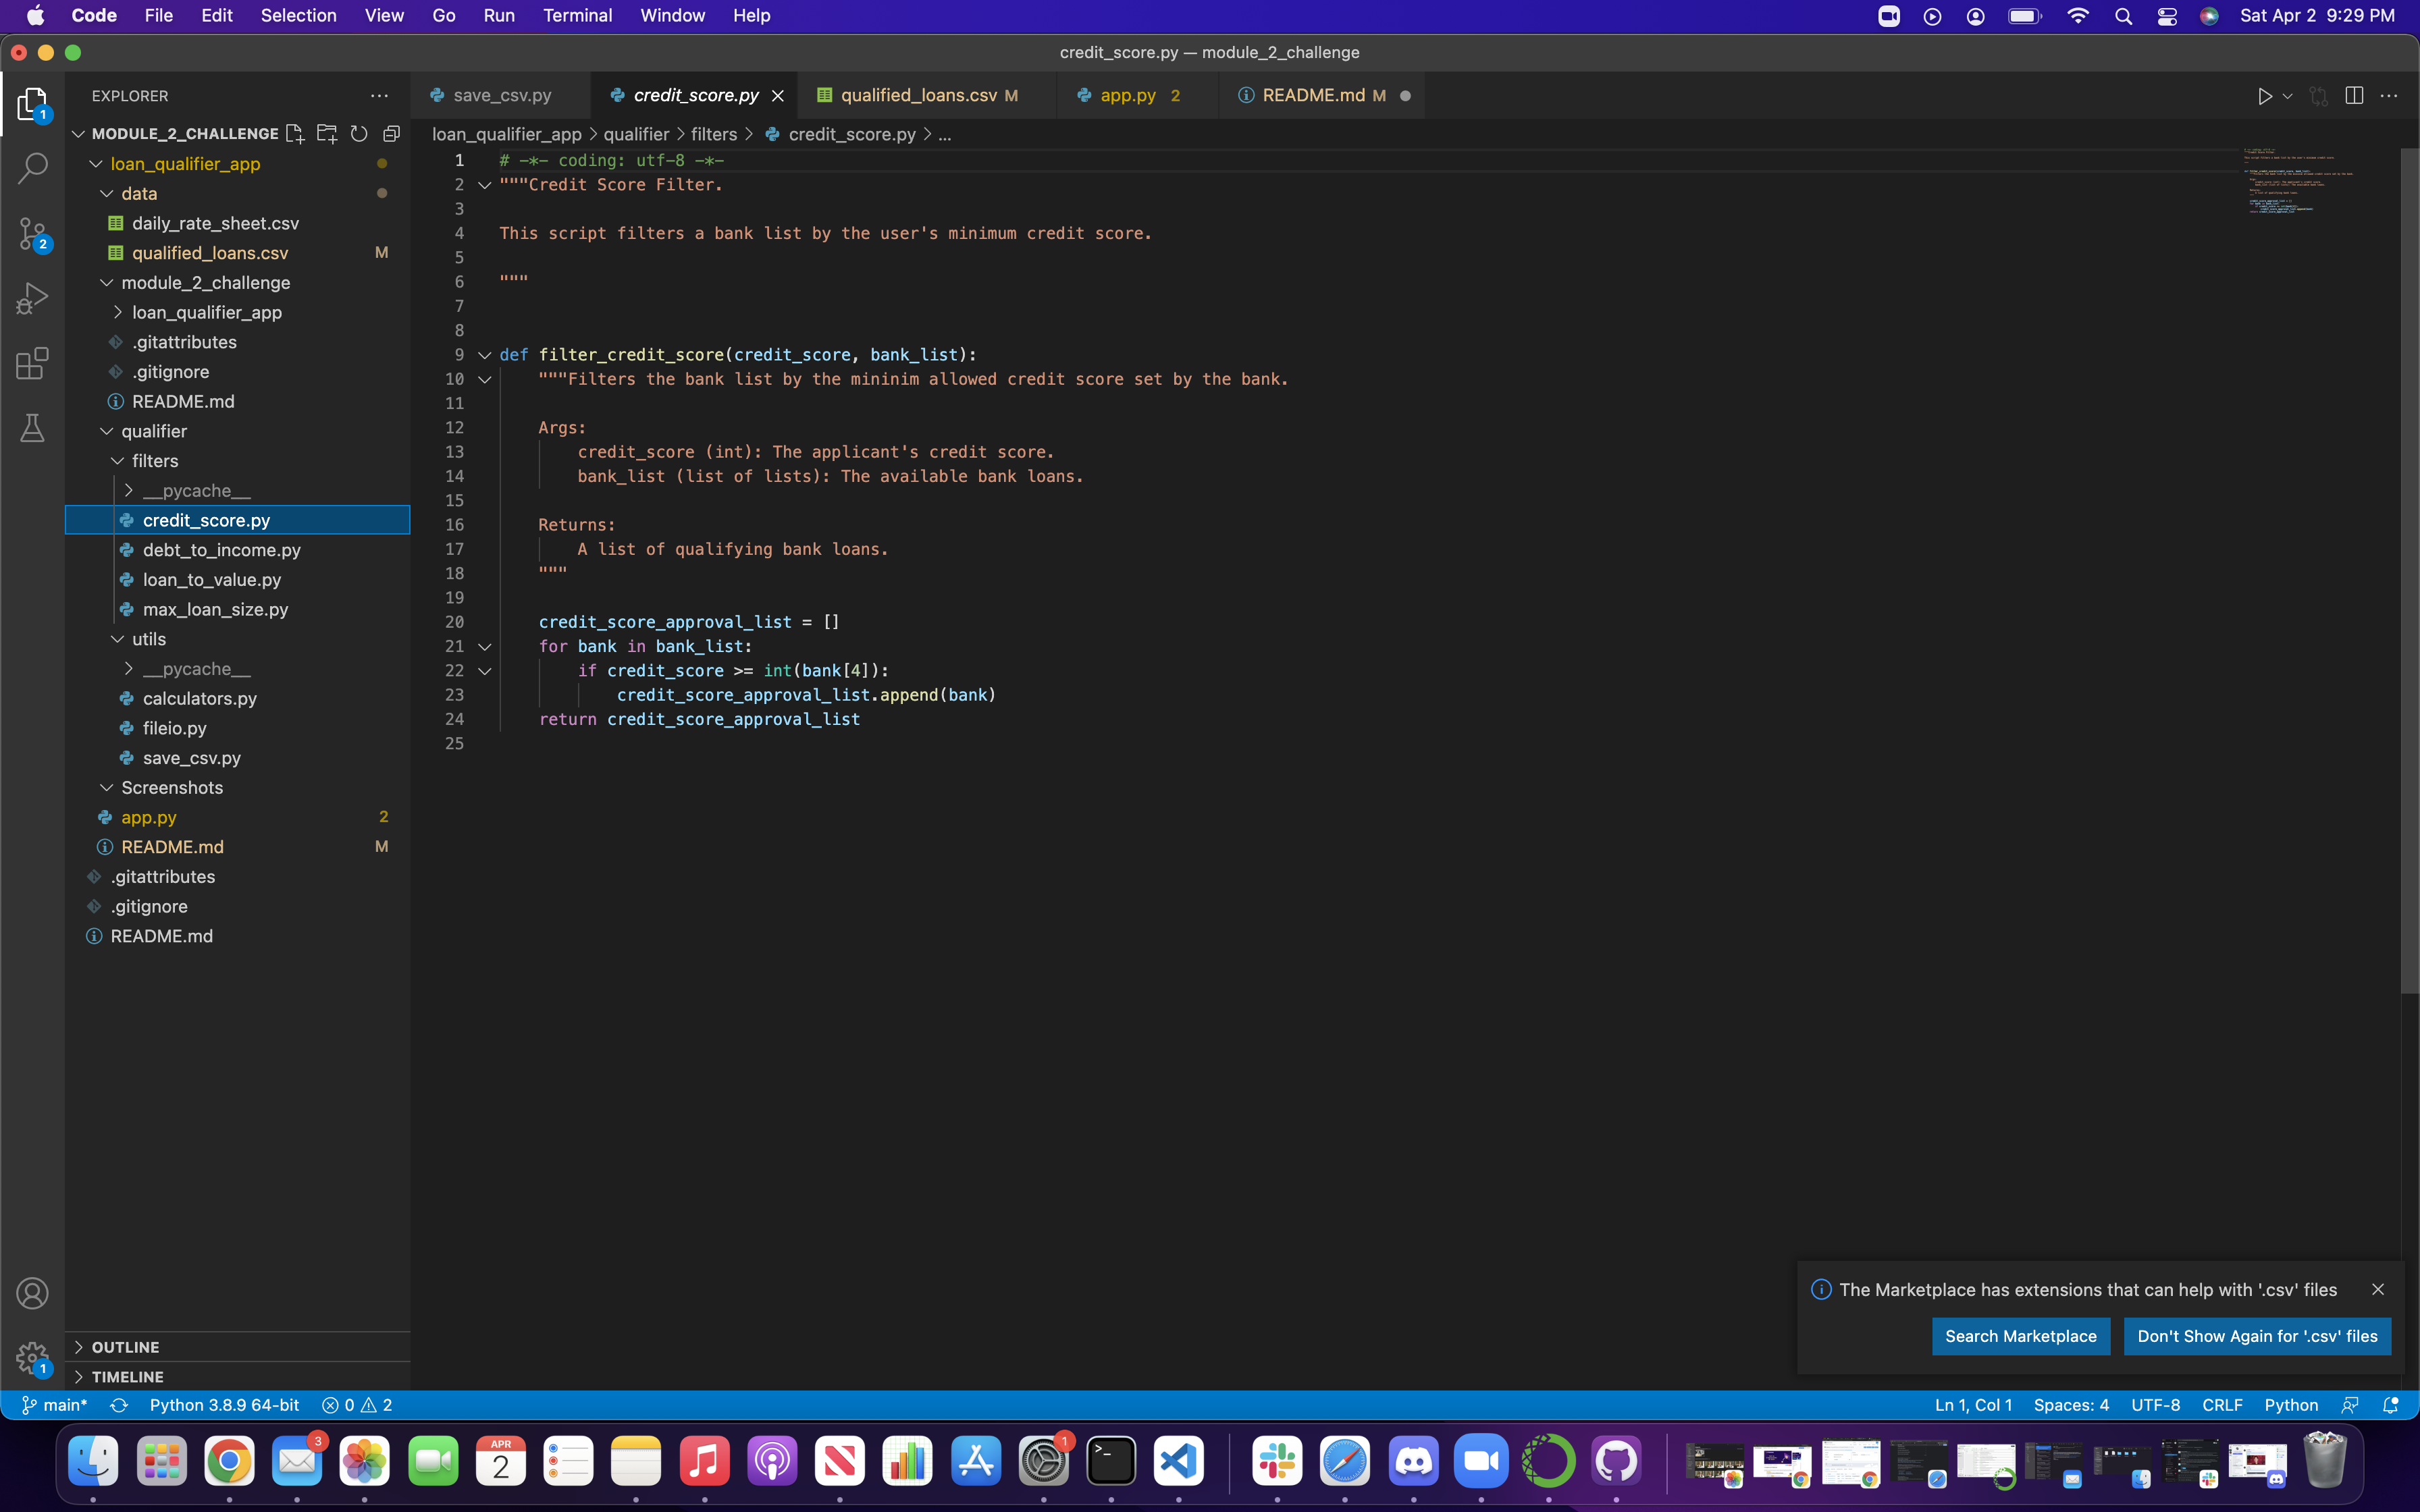 Code File Edit Selection View Go Run Terminal Window Help Sat Apr 2 9:29 PM
credit_score.py — module_2_challenge
EXPLORER
save_csv.py
credit_score.py
qualified_loans.csv M
app.py 2
README.md M
MODULE_2_CHALLENGE
loan_qualifier_app > qualifier > filters > credit_score.py > ...
loan_qualifier_app
data
daily_rate_sheet.csv
qualified_loans.csv M
module_2_challenge
loan_qualifier_app
.gitattributes
.gitignore
README.md
qualifier
filters
__pycache__
credit_score.py
debt_to_income.py
loan_to_value.py
max_loan_size.py
utils
__pycache__
calculators.py
fileio.py
save_csv.py
Screenshots
app.py 2
README.md M
.gitattributes
.gitignore
README.md
OUTLINE
TIMELINE
1 # -*- coding: utf-8 -*-
2 """Credit Score Filter.
3
4 This script filters a bank list by the user's minimum credit score.
5
6 """
7
8
9 def filter_credit_score(credit_score, bank_list):
10 """Filters the bank list by the mininim allowed credit score set by the bank.
11
12 Args:
13 credit_score (int): The applicant's credit score.
14 bank_list (list of lists): The available bank loans.
15
16 Returns:
17 A list of qualifying bank loans.
18 """
19
20 credit_score_approval_list = []
21 for bank in bank_list:
22 if credit_score >= int(bank[4]):
23 credit_score_approval_list.append(bank)
24 return credit_score_approval_list
25
1
2
1
The Marketplace has extensions that can help with '.csv' files
Search Marketplace
Don't Show Again for '.csv' files
main* Python 3.8.9 64-bit 0 2
Ln 1, Col 1 Spaces: 4 UTF-8 CRLF Python
3
APR
2
1